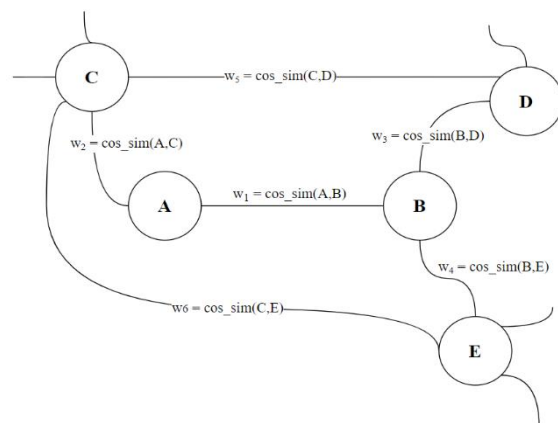 C
w₅ = cos_sim(C,D)
D
w₂ = cos_sim(A,C)
w₃ = cos_sim(B,D)
A
w₁ = cos_sim(A,B)
B
w₄ = cos_sim(B,E)
w6 = cos_sim(C,E)
E